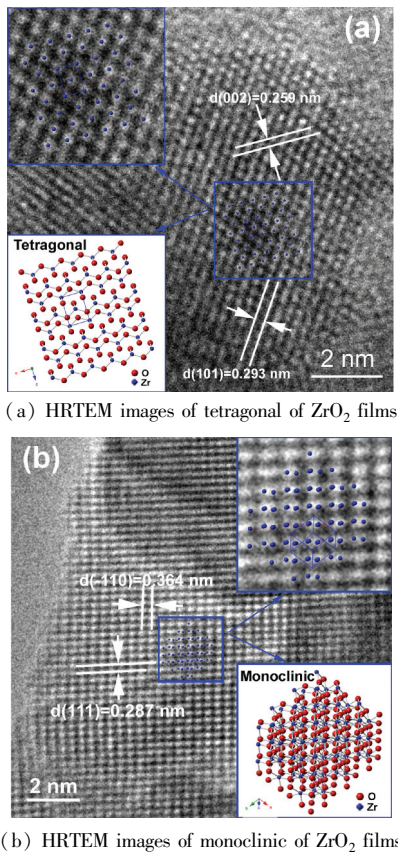 (a)
d(002)=0.259 nm
Tetragonal
O
Zr
d(101)=0.293 nm
2 nm
(a) HRTEM images of tetragonal of ZrO₂ films
(b)
d(-110)=0.364 nm
d(111)=0.287 nm
Monoclinic
O
Zr
2 nm
(b) HRTEM images of monoclinic of ZrO₂ films